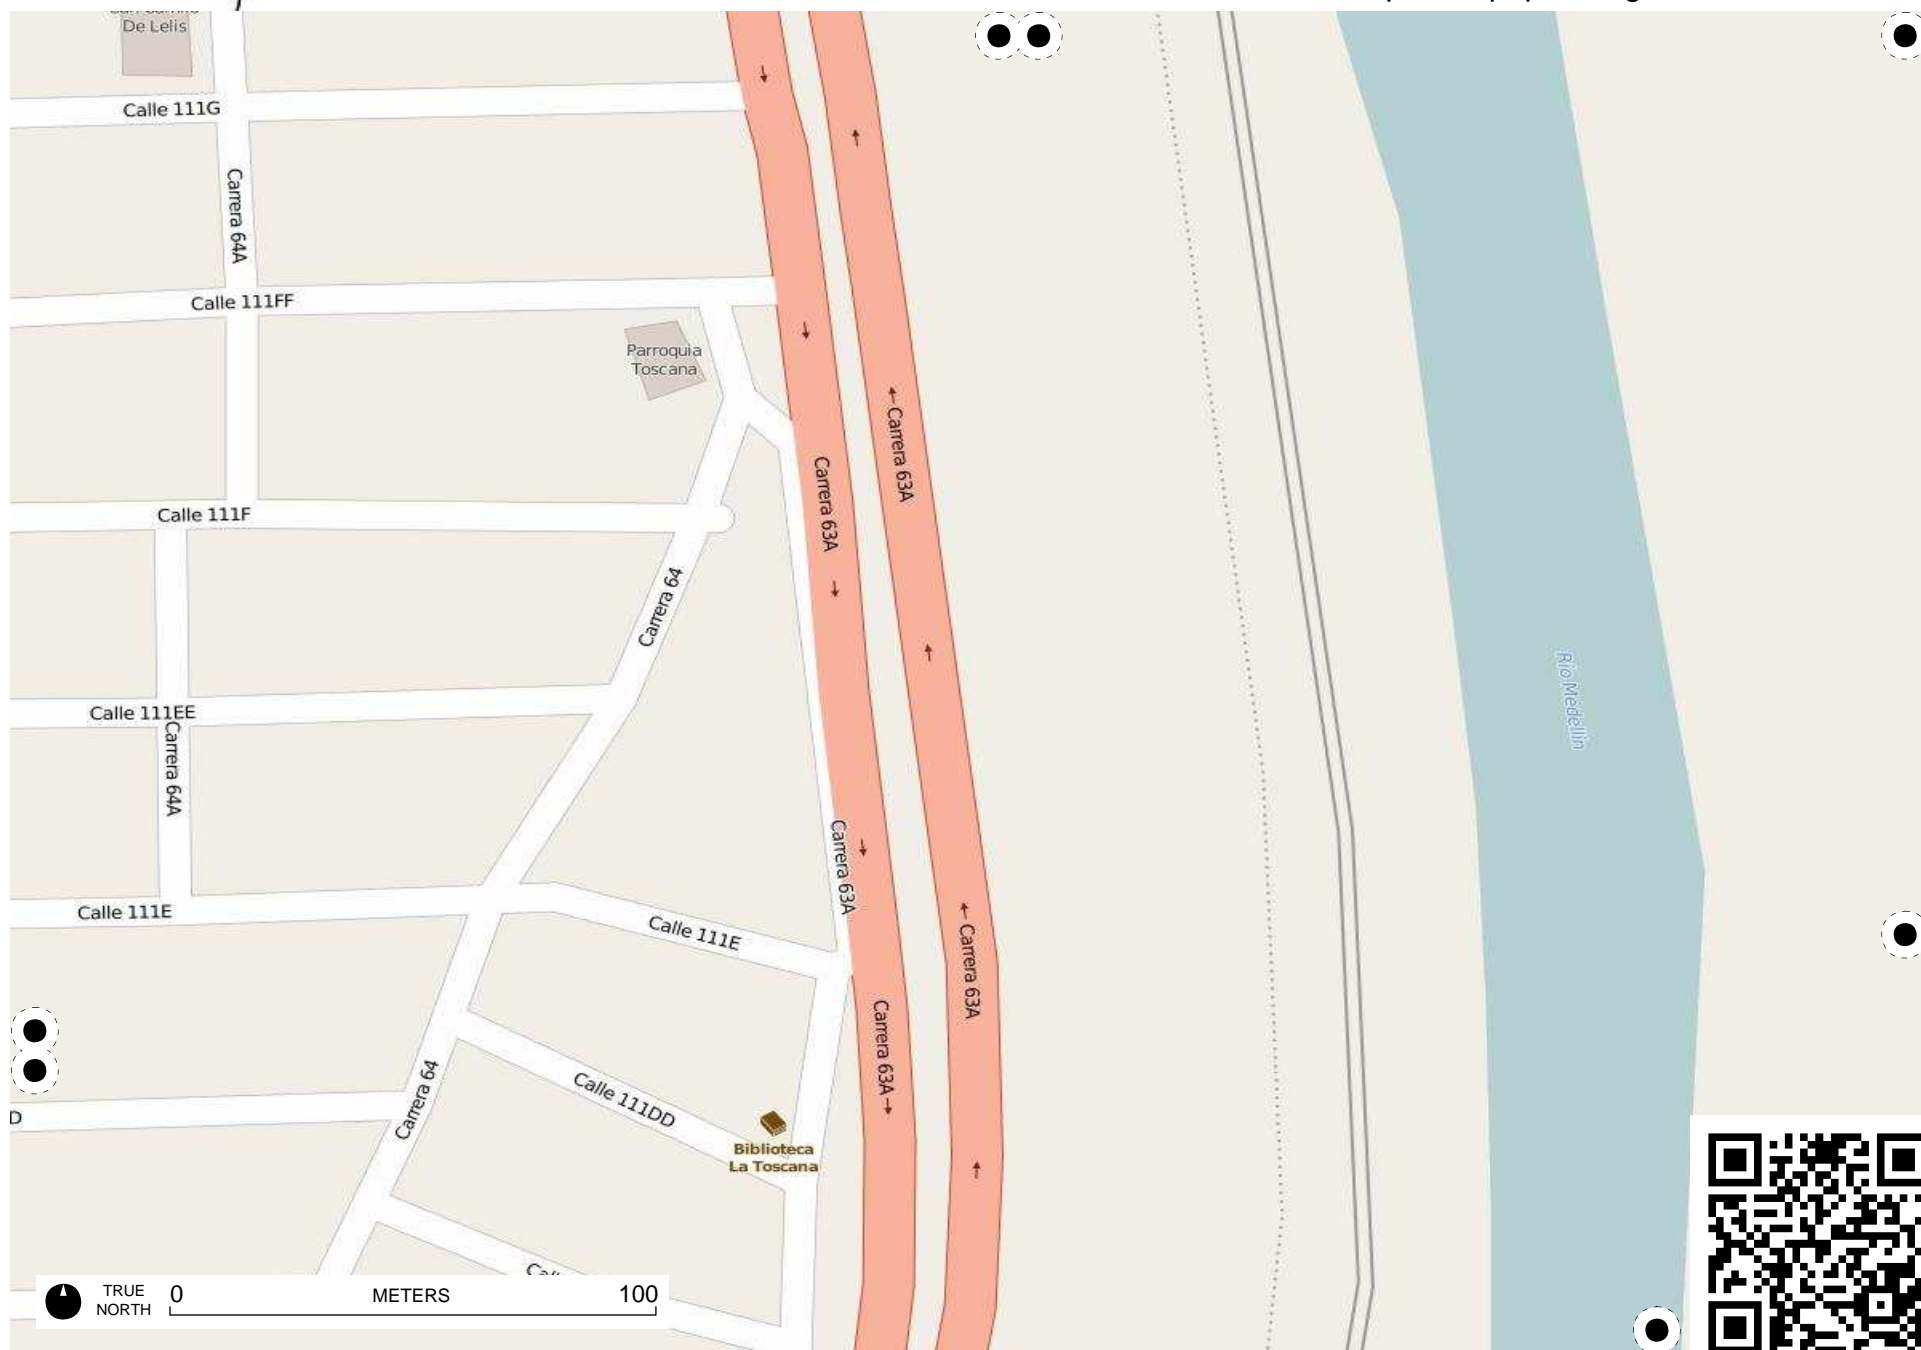 De Lelis
Calle 111G
Carrera 64A
Calle 111FF
Parroquia
Toscana
Carrera 63A
Carrera 63A
Calle 111F
Carrera 64
Río Medellín
Calle 111EE
Carrera 64A
Carrera 63A
Calle 111E
Calle 111E
Carrera 63A
Carrera 63A
Carrera 64
Calle 111DD
D
Biblioteca
La Toscana
TRUE
NORTH
0 METERS 100